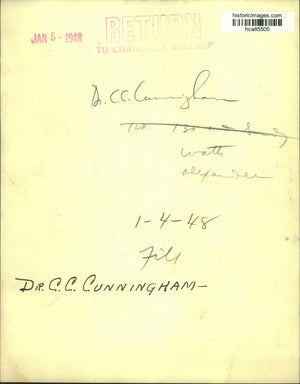 historicimages.com
hca85505
JAN 5 - 1948
RETURN
TO CHRONICLE MORGUE
Dr. C.C. Cunningham
Watts
Alexander
1-4-48
File
DR. C. C. CUNNINGHAM—